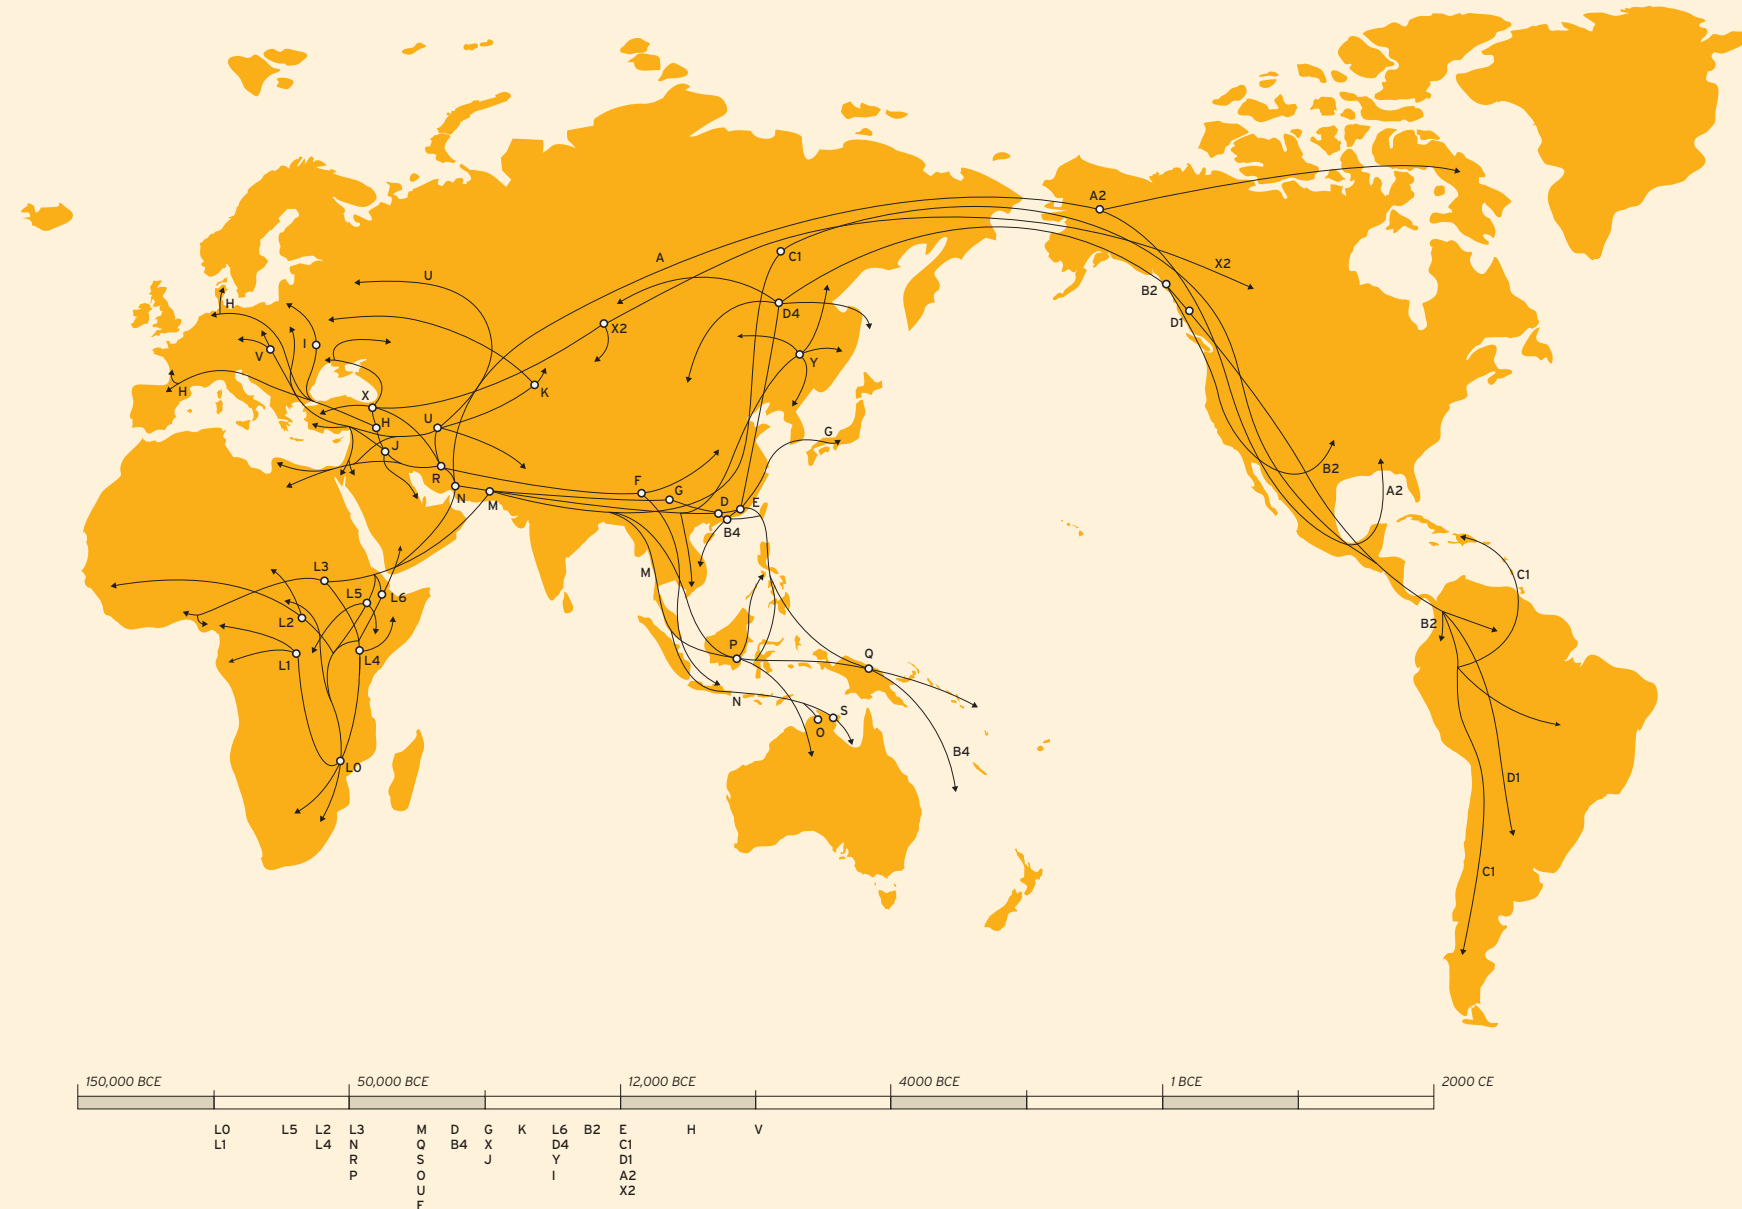 A2
A
C1
X2
U
B2
H
D4
D1
X2
I
V
Y
K
H
X
U
H
G
J
B2
R
F
G
A2
N
M
D
E
B4
L3
M
C1
L5
L6
L2
B2
P
Q
L1
L4
N
S
O
B4
L0
D1
C1
150,000 BCE 50,000 BCE 12,000 BCE 4000 BCE 1 BCE 2000 CE
L0 L5 L2 L3 M D G K L6 B2 E H V
L1 L4 N Q B4 X D4 C1
R S J Y D1
P O I A2
U X2